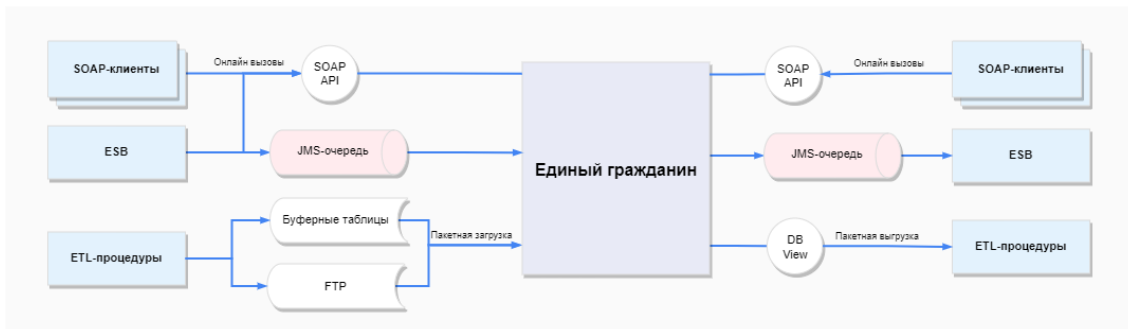 SOAP-клиенты
Онлайн вызовы
SOAP
API
SOAP
API
Онлайн вызовы
SOAP-клиенты
ESB
JMS-очередь
Единый гражданин
JMS-очередь
ESB
Буферные таблицы
ETL-процедуры
Пакетная загрузка
FTP
DB
View
Пакетная выгрузка
ETL-процедуры